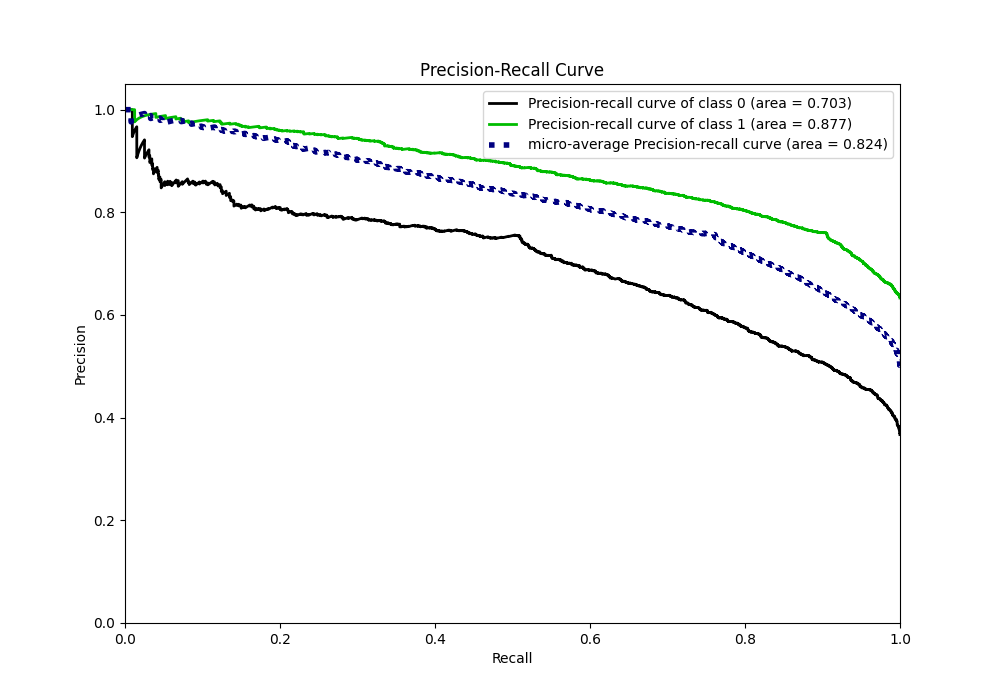 Precision-Recall Curve
Precision-recall curve of class 0 (area = 0.703)
Precision-recall curve of class 1 (area = 0.877)
micro-average Precision-recall curve (area = 0.824)
1.0
0.8
0.6
0.4
0.2
0.0
Precision
0.0 0.2 0.4 0.6 0.8 1.0
Recall